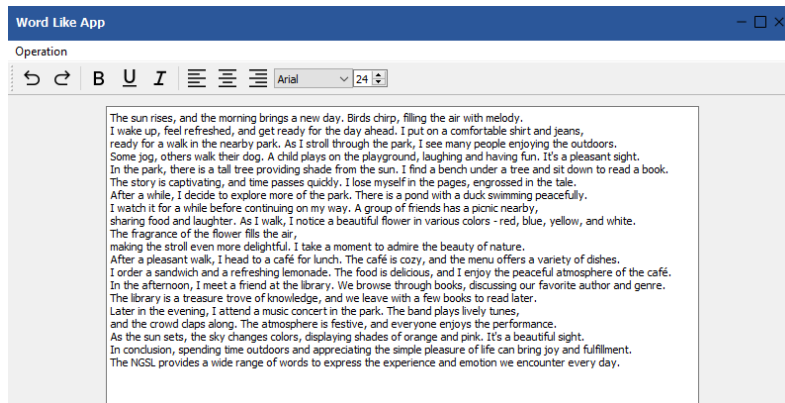 Word Like App
Operation
B U I Arial 24
The sun rises, and the morning brings a new day. Birds chirp, filling the air with melody.
I wake up, feel refreshed, and get ready for the day ahead. I put on a comfortable shirt and jeans,
ready for a walk in the nearby park. As I stroll through the park, I see many people enjoying the outdoors.
Some jog, others walk their dog. A child plays on the playground, laughing and having fun. It's a pleasant sight.
In the park, there is a tall tree providing shade from the sun. I find a bench under a tree and sit down to read a book.
The story is captivating, and time passes quickly. I lose myself in the pages, engrossed in the tale.
After a while, I decide to explore more of the park. There is a pond with a duck swimming peacefully.
I watch it for a while before continuing on my way. A group of friends has a picnic nearby,
sharing food and laughter. As I walk, I notice a beautiful flower in various colors - red, blue, yellow, and white.
The fragrance of the flower fills the air,
making the stroll even more delightful. I take a moment to admire the beauty of nature.
After a pleasant walk, I head to a café for lunch. The café is cozy, and the menu offers a variety of dishes.
I order a sandwich and a refreshing lemonade. The food is delicious, and I enjoy the peaceful atmosphere of the café.
In the afternoon, I meet a friend at the library. We browse through books, discussing our favorite author and genre.
The library is a treasure trove of knowledge, and we leave with a few books to read later.
Later in the evening, I attend a music concert in the park. The band plays lively tunes,
and the crowd claps along. The atmosphere is festive, and everyone enjoys the performance.
As the sun sets, the sky changes colors, displaying shades of orange and pink. It's a beautiful sight.
In conclusion, spending time outdoors and appreciating the simple pleasure of life can bring joy and fulfillment.
The NGSL provides a wide range of words to express the experience and emotion we encounter every day.